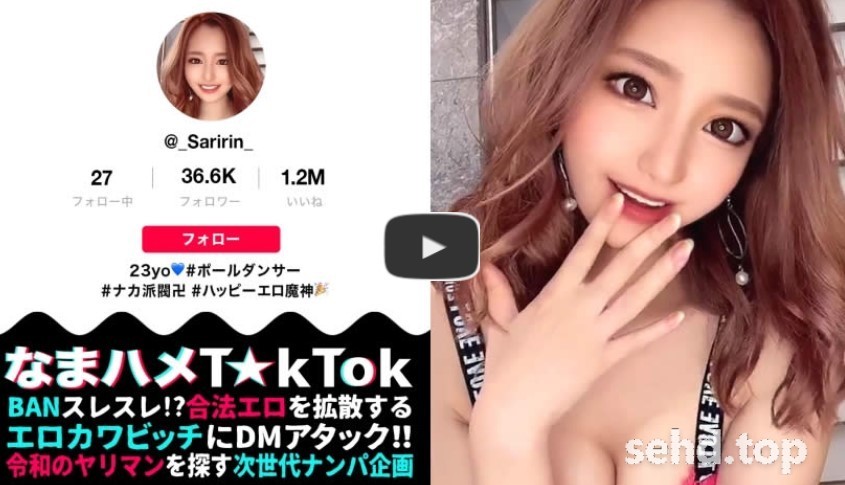 @_Saririn_
27
36.6K
1.2M
フォロー中
フォロワー
いいね
フォロー
23yo💙#ポールダンサー
#ナカ派閥卍 #ハッピーエロ魔神🎉
なまハメT★kTok
BANスレスレ!?合法エロを拡散する
エロカワビッチにDMアタック!!
令和のヤリマンを探す次世代ナンパ企画
seha.top